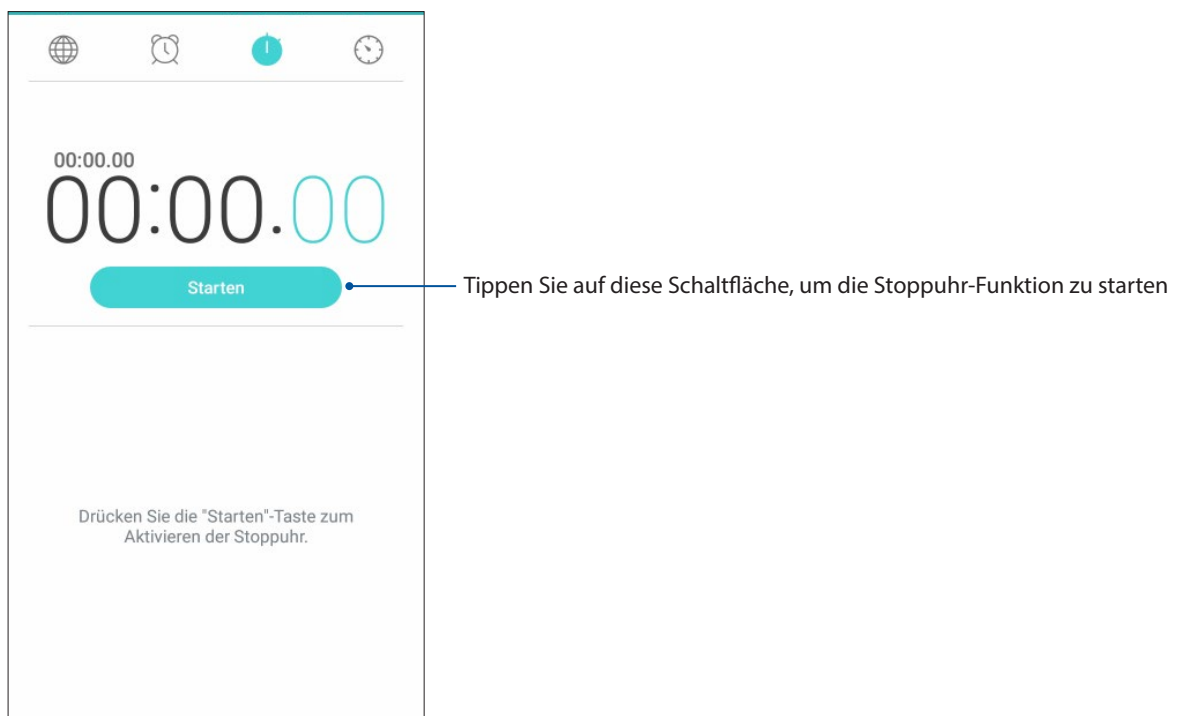 00:00.00
00:00.00
Starten
Tippen Sie auf diese Schaltfläche, um die Stoppuhr-Funktion zu starten
Drücken Sie die "Starten"-Taste zum
Aktivieren der Stoppuhr.